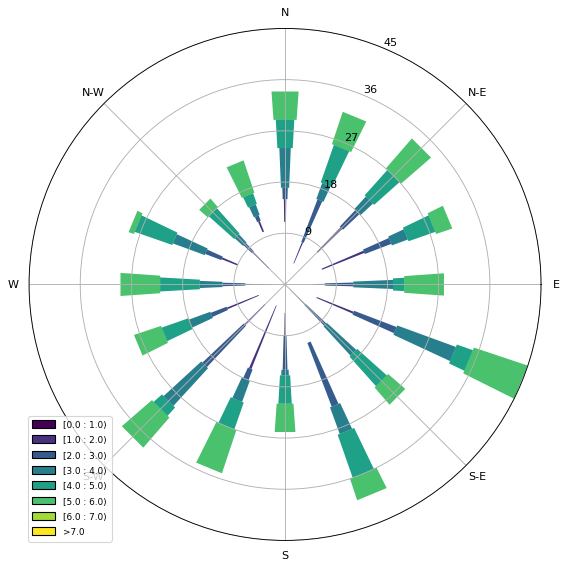 N
45
N-W
36
N-E
27
18
9
W
E
[0.0 : 1.0)
[1.0 : 2.0)
[2.0 : 3.0)
[3.0 : 4.0)
[4.0 : 5.0)
[5.0 : 6.0)
[6.0 : 7.0)
>7.0
S-W
S-E
S